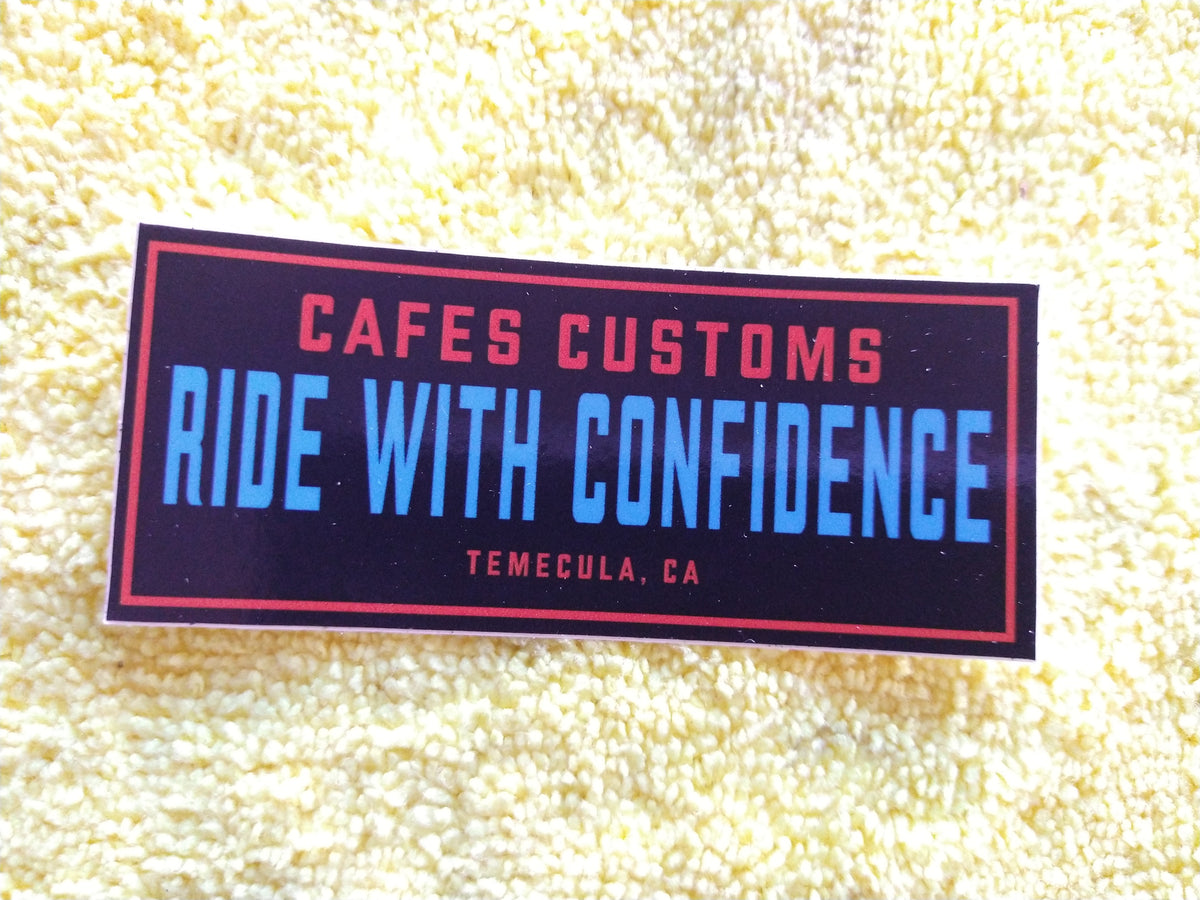 CAFES CUSTOMS
RIDE WITH CONFIDENCE
TEMECULA, CA